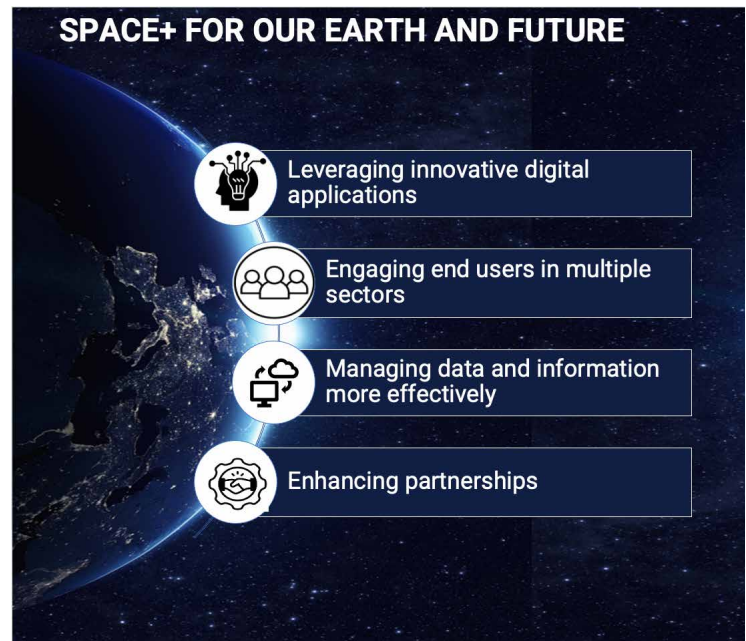 SPACE+ FOR OUR EARTH AND FUTURE
Leveraging innovative digital
applications
Engaging end users in multiple
sectors
Managing data and information
more effectively
Enhancing partnerships